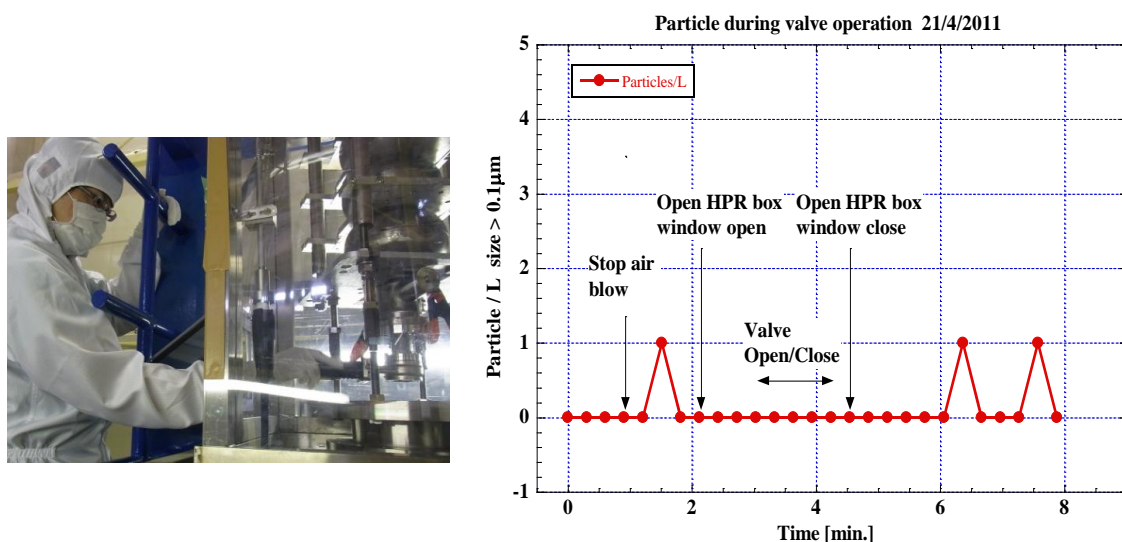 Particle during valve operation 21/4/2011
Particles/L
Particle / L size > 0.1μm
5
4
3
2
1
0
-1
Open HPR box
window open
Open HPR box
window close
Stop air
blow
Valve
Open/Close
0
2
4
6
8
Time [min.]